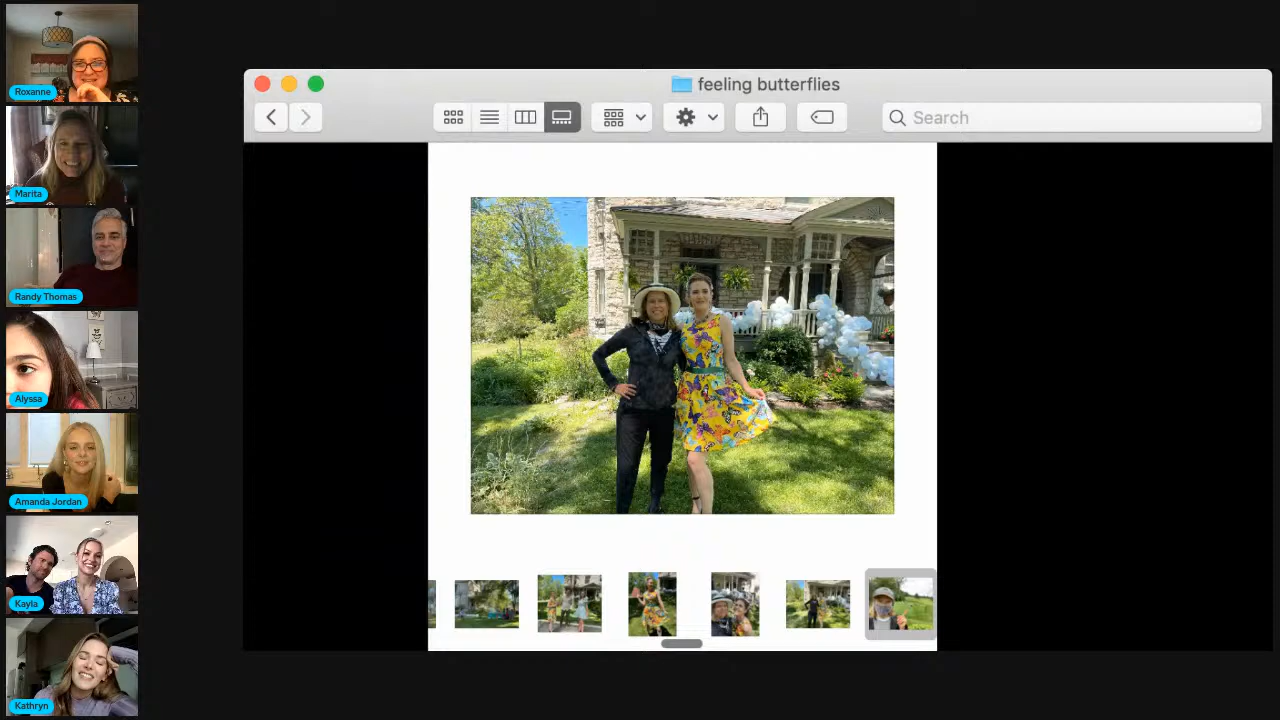 Roxanne
Marita
Randy Thomas
Alyssa
Amanda Jordan
Kayla
Kathryn
feeling butterflies
Search